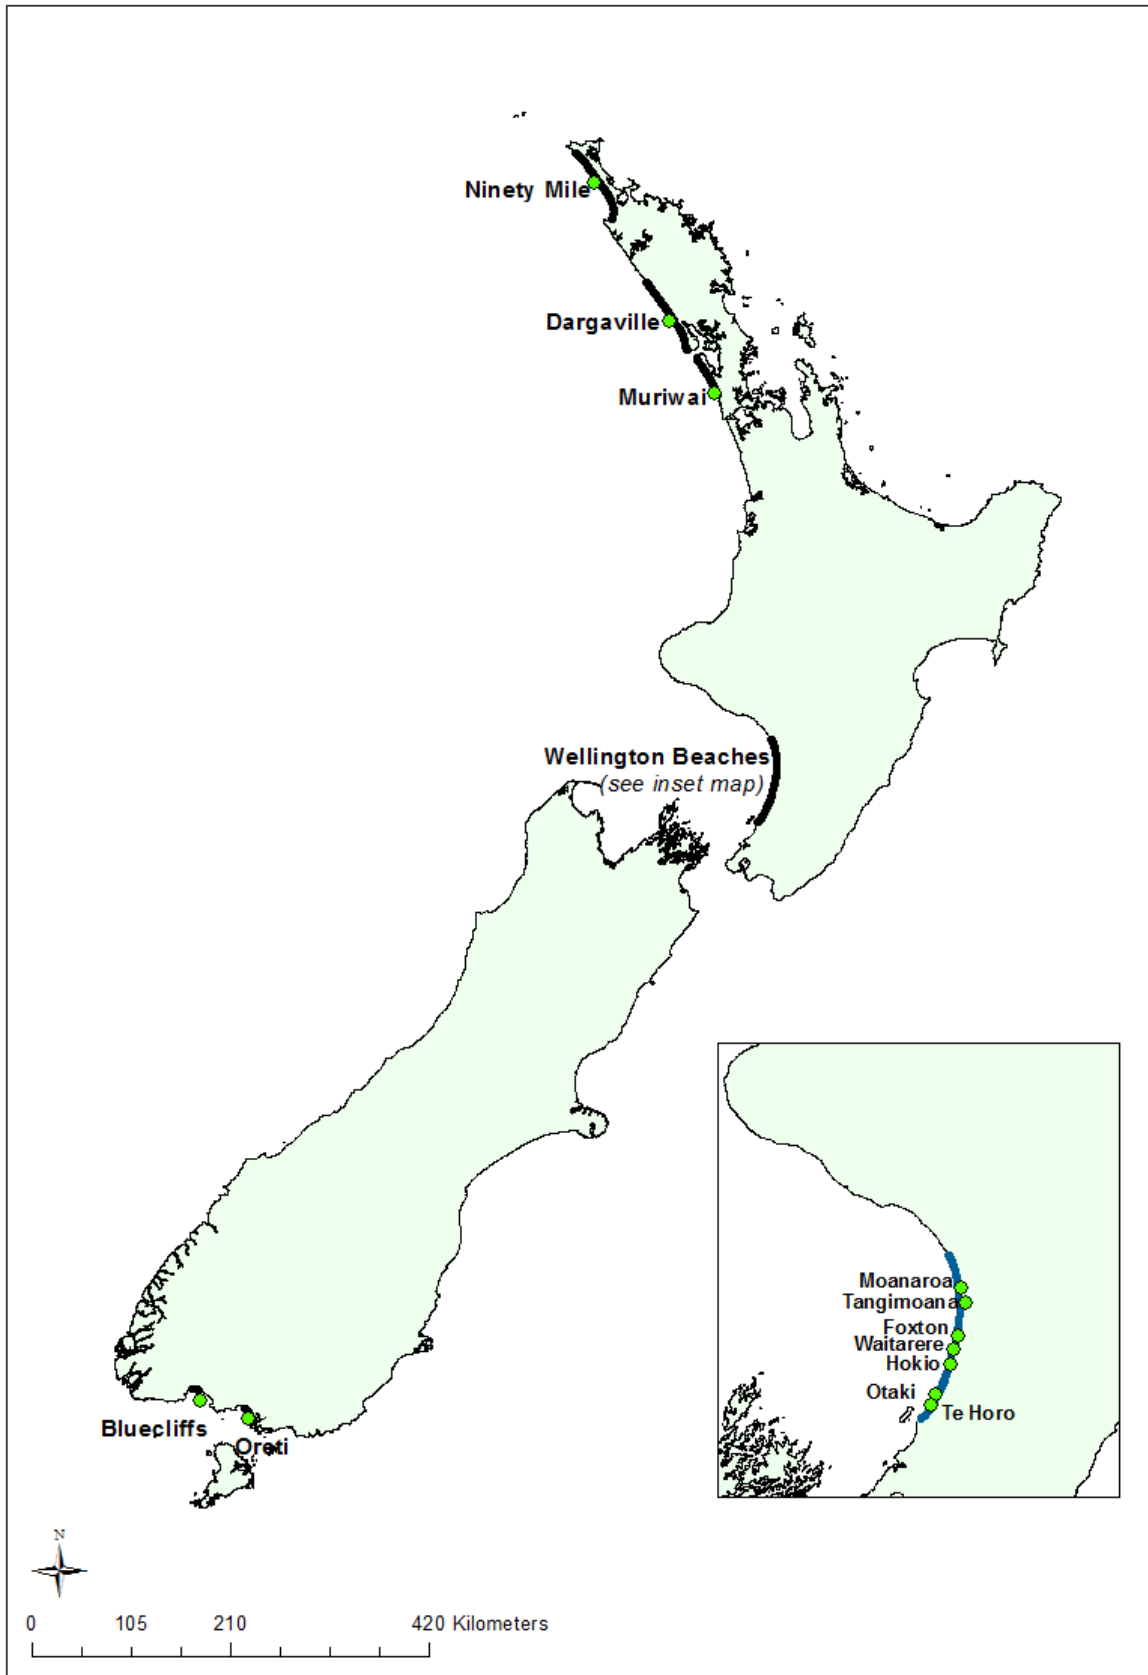 Ninety Mile
Dargaville
Muriwai
Wellington Beaches
(see inset map)
Moanaroa
Tangimoana
Foxton
Waitarere
Hokio
Otaki
Te Horo
Bluecliffs
Oreti
N
0 105 210 420 Kilometers